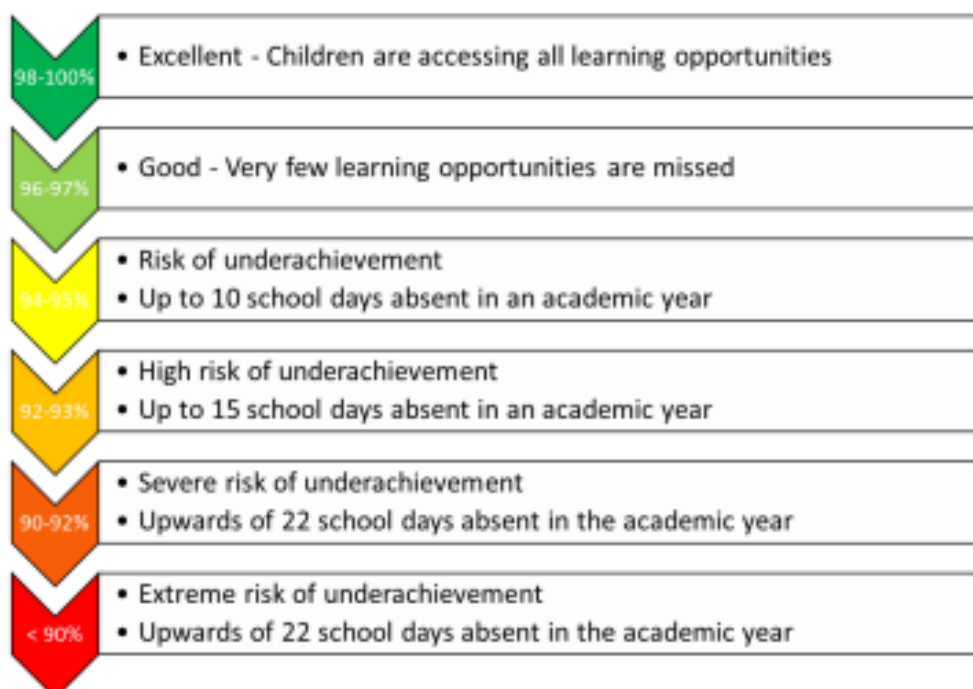 98-100%
• Excellent - Children are accessing all learning opportunities
96-97%
• Good - Very few learning opportunities are missed
94-95%
• Risk of underachievement
• Up to 10 school days absent in an academic year
92-93%
• High risk of underachievement
• Up to 15 school days absent in an academic year
90-92%
• Severe risk of underachievement
• Upwards of 22 school days absent in the academic year
< 90%
• Extreme risk of underachievement
• Upwards of 22 school days absent in the academic year